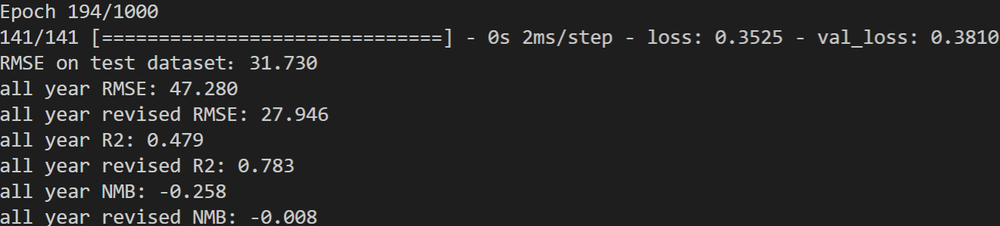 Epoch 194/1000
141/141 [==============================] - 0s 2ms/step - loss: 0.3525 - val_loss: 0.3810
RMSE on test dataset: 31.730
all year RMSE: 47.280
all year revised RMSE: 27.946
all year R2: 0.479
all year revised R2: 0.783
all year NMB: -0.258
all year revised NMB: -0.008